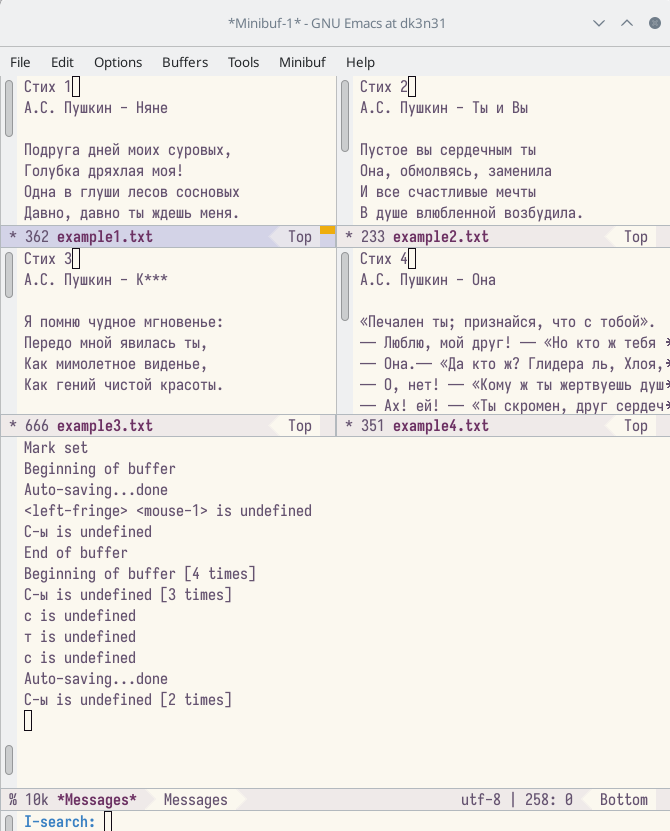 *Minibuf-1* - GNU Emacs at dk3n31
File Edit Options Buffers Tools Minibuf Help
Стих 1
А.С. Пушкин - Няне
Подруга дней моих суровых,
Голубка дряхлая моя!
Одна в глуши лесов сосновых
Давно, давно ты ждешь меня.
* 362 example1.txt Top
Стих 2
А.С. Пушкин - Ты и Вы
Пустое вы сердечным ты
Она, обмолвясь, заменила
И все счастливые мечты
В душе влюбленной возбудила.
* 233 example2.txt Top
Стих 3
А.С. Пушкин - К***
Я помню чудное мгновенье:
Передо мной явилась ты,
Как мимолетное виденье,
Как гений чистой красоты.
* 666 example3.txt Top
Стих 4
А.С. Пушкин - Она
«Печален ты; признайся, что с тобой».
— Люблю, мой друг! — «Но кто ж тебя
— Она.— «Да кто ж? Глидера ль, Хлоя,
— О, нет! — «Кому ж ты жертвуешь душ
— Ах! ей! — «Ты скромен, друг сердеч
* 351 example4.txt Top
Mark set
Beginning of buffer
Auto-saving...done
<left-fringe> <mouse-1> is undefined
C-ы is undefined
End of buffer
Beginning of buffer [4 times]
C-ы is undefined [3 times]
с is undefined
т is undefined
с is undefined
Auto-saving...done
C-ы is undefined [2 times]
% 10k *Messages* Messages utf-8 | 258: 0 Bottom
I-search: